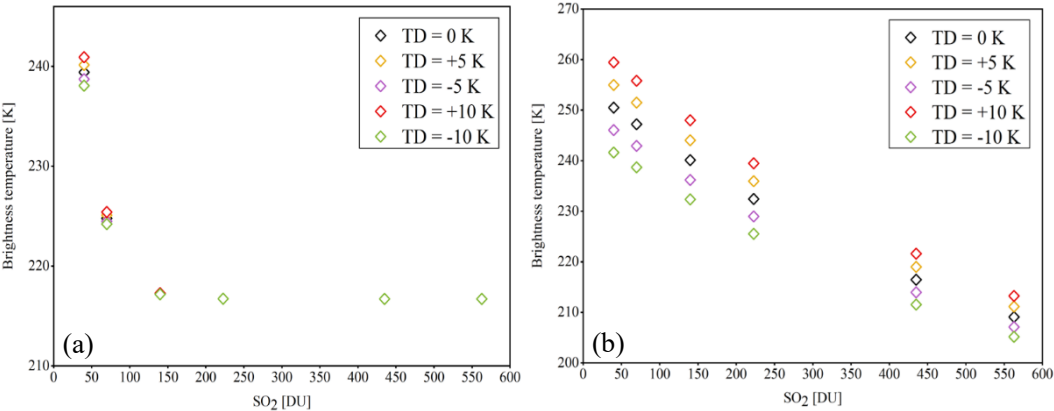 240
230
220
210
Brightness temperature [K]
TD = 0 K
TD = +5 K
TD = -5 K
TD = +10 K
TD = -10 K
(a)
0 50 100 150 200 250 300 350 400 450 500 550 600
SO2 [DU]
270
260
250
240
230
220
210
200
Brightness temperature [K]
TD = 0 K
TD = +5 K
TD = -5 K
TD = +10 K
TD = -10 K
(b)
0 50 100 150 200 250 300 350 400 450 500 550 600
SO2 [DU]